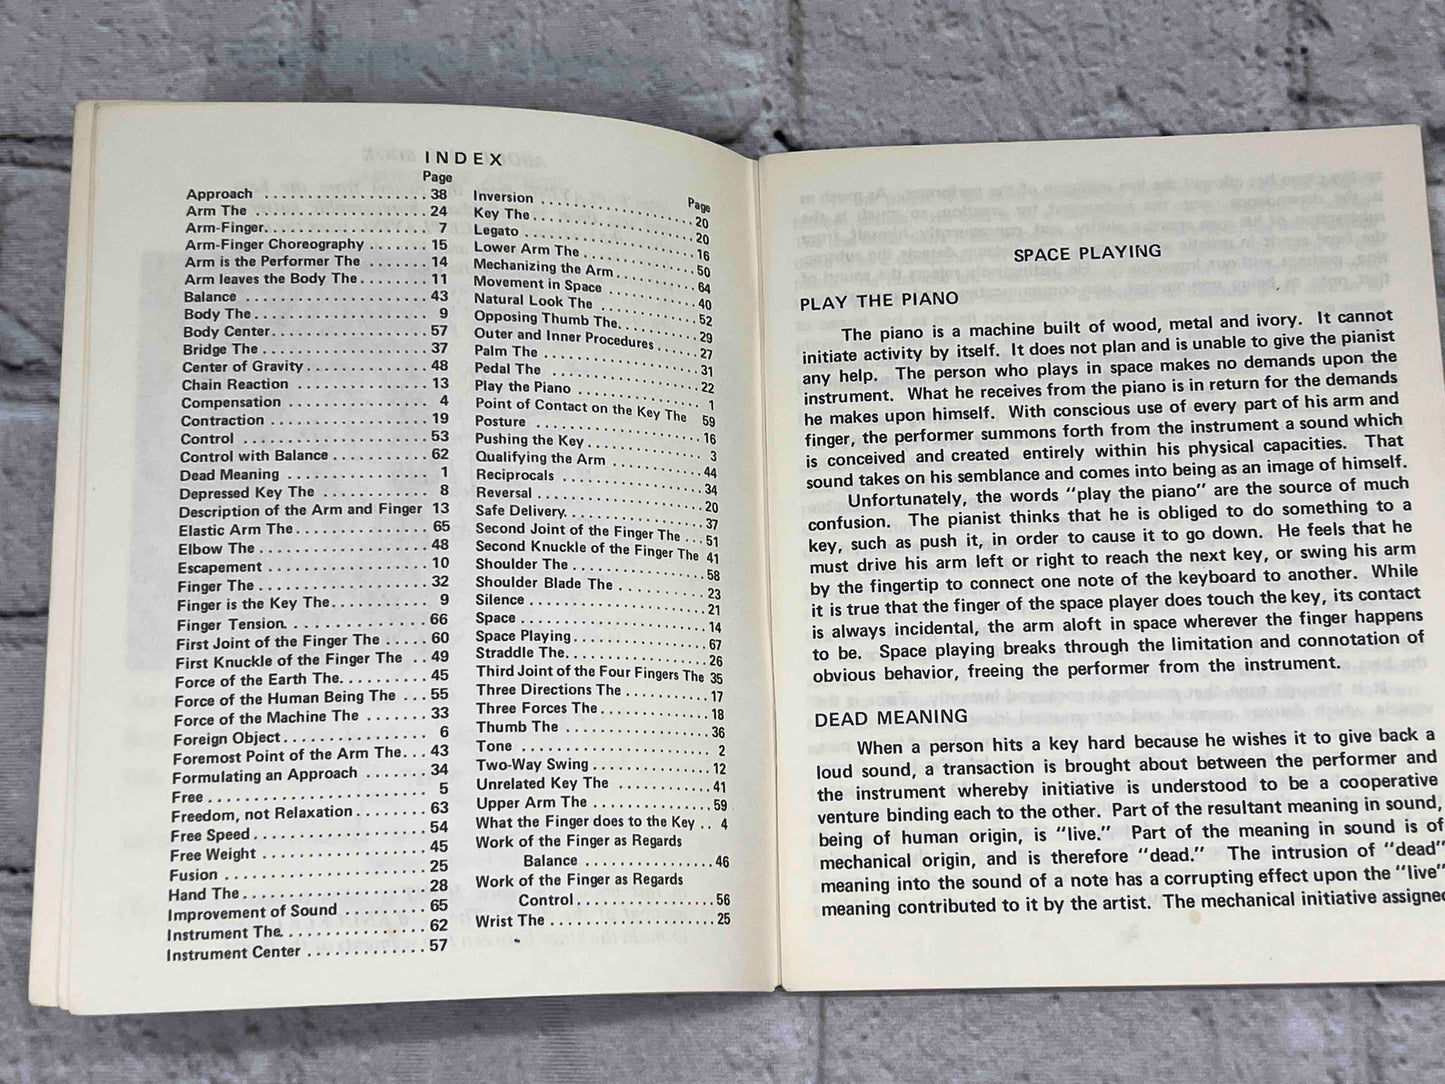 INDEX
Page
Approach . . . . . . . . . . . . . . . . . . 38
Arm The . . . . . . . . . . . . . . . . . . . 24
Arm-Finger. . . . . . . . . . . . . . . . . . 7
Arm-Finger Choreography . . . . . . . 15
Arm is the Performer The . . . . . . . 14
Arm leaves the Body The . . . . . . . . 11
Balance . . . . . . . . . . . . . . . . . . . . 43
Body The . . . . . . . . . . . . . . . . . . . 9
Body Center. . . . . . . . . . . . . . . . . 57
Bridge The . . . . . . . . . . . . . . . . . . 37
Center of Gravity . . . . . . . . . . . . . 48
Chain Reaction . . . . . . . . . . . . . . 13
Compensation . . . . . . . . . . . . . . . 4
Contraction . . . . . . . . . . . . . . . . . 19
Control . . . . . . . . . . . . . . . . . . . . 53
Control with Balance . . . . . . . . . . . 62
Dead Meaning . . . . . . . . . . . . . . . 1
Depressed Key The . . . . . . . . . . . . 8
Description of the Arm and Finger 13
Elastic Arm The . . . . . . . . . . . . . . 65
Elbow The . . . . . . . . . . . . . . . . . . 48
Escapement . . . . . . . . . . . . . . . . . 10
Finger The . . . . . . . . . . . . . . . . . . 32
Finger is the Key The. . . . . . . . . . . 9
Finger Tension. . . . . . . . . . . . . . . 66
First Joint of the Finger The . . . . . 60
First Knuckle of the Finger The . . 49
Force of the Earth The. . . . . . . . . . 45
Force of the Human Being The . . . 55
Force of the Machine The . . . . . . . 33
Foreign Object . . . . . . . . . . . . . . . 6
Foremost Point of the Arm The. . . 43
Formulating an Approach . . . . . . . 34
Free . . . . . . . . . . . . . . . . . . . . . . . 5
Freedom, not Relaxation . . . . . . . . 63
Free Speed . . . . . . . . . . . . . . . . . . 54
Free Weight . . . . . . . . . . . . . . . . . 45
Fusion . . . . . . . . . . . . . . . . . . . . . 25
Hand The . . . . . . . . . . . . . . . . . . . 28
Improvement of Sound . . . . . . . . . 65
Instrument The. . . . . . . . . . . . . . . 62
Instrument Center . . . . . . . . . . . . . 57
Page
Inversion . . . . . . . . . . . . . . . . . . 20
Key The . . . . . . . . . . . . . . . . . . . 20
Legato . . . . . . . . . . . . . . . . . . . . 16
Lower Arm The . . . . . . . . . . . . . 50
Mechanizing the Arm . . . . . . . . . 64
Movement in Space . . . . . . . . . . 40
Natural Look The . . . . . . . . . . . . 52
Opposing Thumb The. . . . . . . . . . 29
Outer and Inner Procedures . . . . . . 27
Palm The . . . . . . . . . . . . . . . . . . 31
Pedal The . . . . . . . . . . . . . . . . . . 22
Play the Piano . . . . . . . . . . . . . . 1
Point of Contact on the Key The 59
Posture . . . . . . . . . . . . . . . . . . . 16
Pushing the Key . . . . . . . . . . . . . 3
Qualifying the Arm . . . . . . . . . . . 44
Reciprocals . . . . . . . . . . . . . . . . 34
Reversal . . . . . . . . . . . . . . . . . . . 20
Safe Delivery. . . . . . . . . . . . . . . . 37
Second Joint of the Finger The . . . 51
Second Knuckle of the Finger The 41
Shoulder The . . . . . . . . . . . . . . . 58
Shoulder Blade The . . . . . . . . . . . 23
Silence . . . . . . . . . . . . . . . . . . . . 21
Space . . . . . . . . . . . . . . . . . . . . . 14
Space Playing . . . . . . . . . . . . . . . 67
Straddle The. . . . . . . . . . . . . . . . 26
Third Joint of the Four Fingers The 35
Three Directions The . . . . . . . . . . 17
Three Forces The . . . . . . . . . . . . . 18
Thumb The . . . . . . . . . . . . . . . . . 36
Tone . . . . . . . . . . . . . . . . . . . . . 2
Two-Way Swing . . . . . . . . . . . . . . 12
Unrelated Key The . . . . . . . . . . . . 41
Upper Arm The . . . . . . . . . . . . . . 59
What the Finger does to the Key . . 4
Work of the Finger as Regards
Balance . . . . . . . . . . . . . . . . 46
Work of the Finger as Regards
Control . . . . . . . . . . . . . . . . . 56
Wrist The . . . . . . . . . . . . . . . . . . . 25
SPACE PLAYING
PLAY THE PIANO
The piano is a machine built of wood, metal and ivory. It cannot
initiate activity by itself. It does not plan and is unable to give the pianist
any help. The person who plays in space makes no demands upon the
instrument. What he receives from the piano is in return for the demands
he makes upon himself. With conscious use of every part of his arm and
finger, the performer summons forth from the instrument a sound which
is conceived and created entirely within his physical capacities. That
sound takes on his semblance and comes into being as an image of himself.
Unfortunately, the words "play the piano" are the source of much
confusion. The pianist thinks that he is obliged to do something to a
key, such as push it, in order to cause it to go down. He feels that he
must drive his arm left or right to reach the next key, or swing his arm
by the fingertip to connect one note of the keyboard to another. While
it is true that the finger of the space player does touch the key, its contact
is always incidental, the arm aloft in space wherever the finger happens
to be. Space playing breaks through the limitation and connotation of
obvious behavior, freeing the performer from the instrument.
DEAD MEANING
When a person hits a key hard because he wishes it to give back a
loud sound, a transaction is brought about between the performer and
the instrument whereby initiative is understood to be a cooperative
venture binding each to the other. Part of the resultant meaning in sound,
being of human origin, is "live." Part of the meaning in sound is of
mechanical origin, and is therefore "dead." The intrusion of "dead"
meaning into the sound of a note has a corrupting effect upon the "live"
meaning contributed to it by the artist. The mechanical initiative assigned